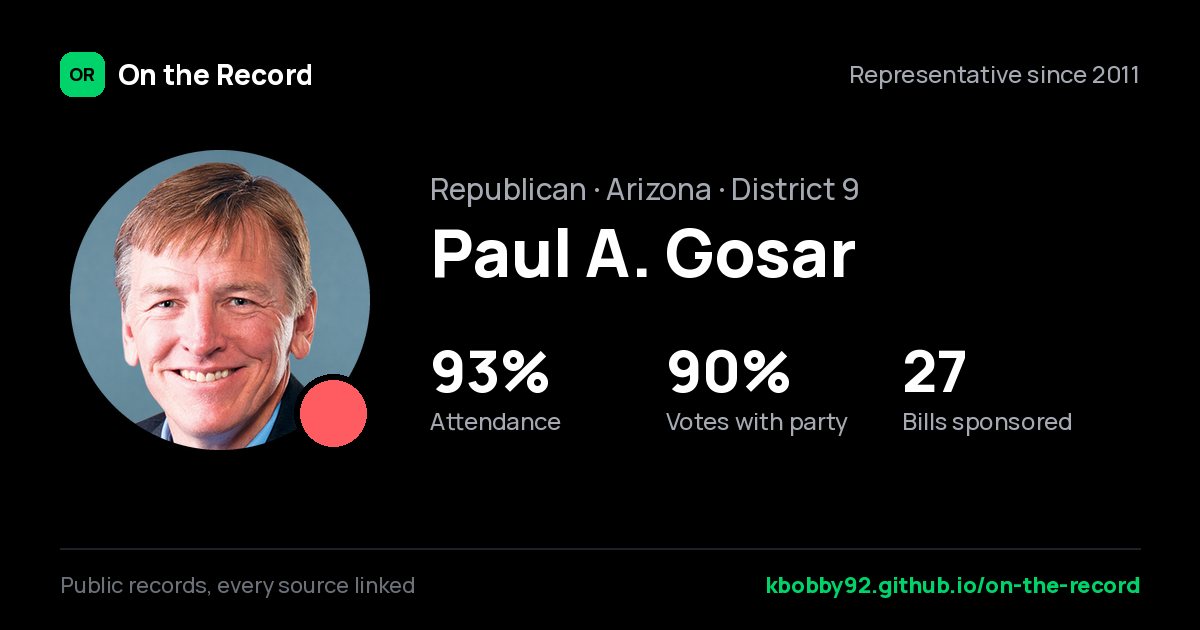 OR On the Record
Representative since 2011
Republican · Arizona · District 9
Paul A. Gosar
93% 90% 27
Attendance Votes with party Bills sponsored
Public records, every source linked
kbobby92.github.io/on-the-record